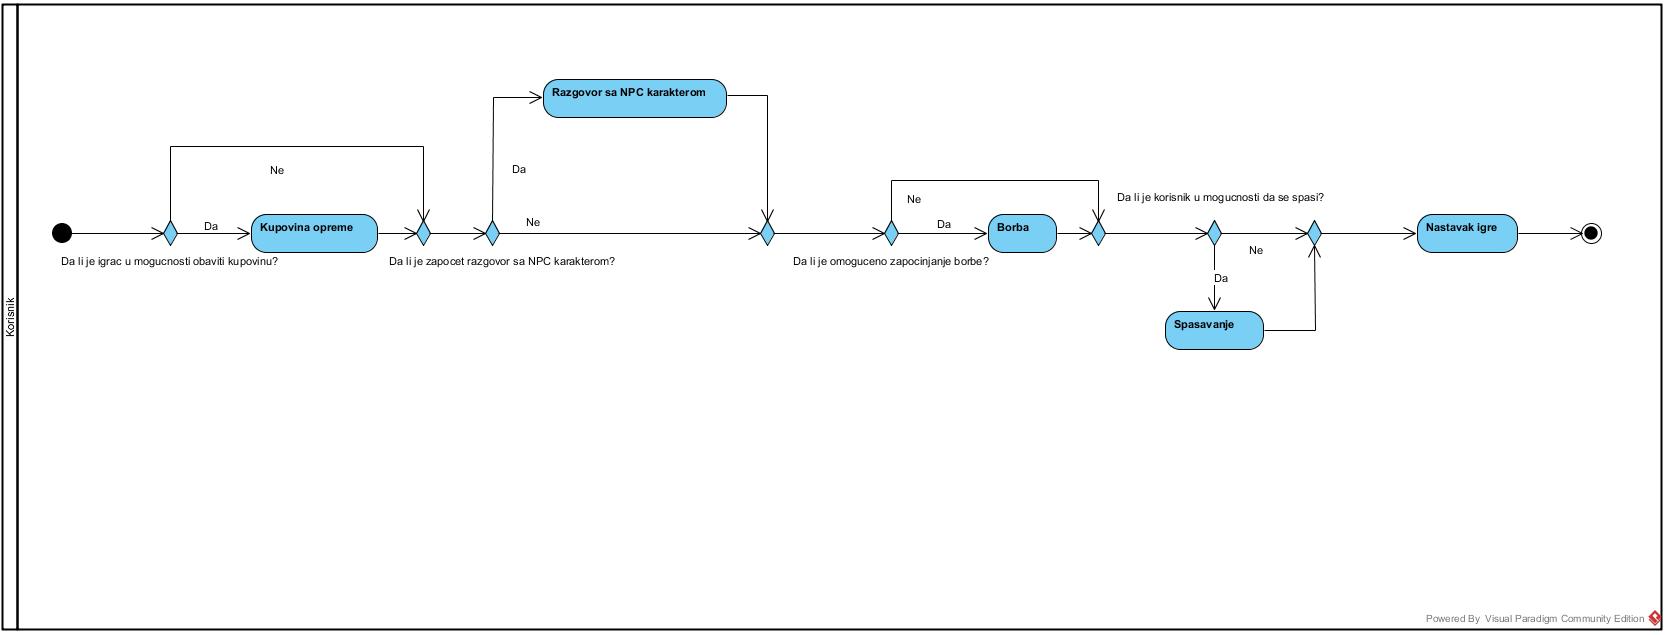 Korisnik
Razgovor sa NPC karakterom
Ne
Da
Da
Kupovina opreme
Da li je igrac u mogucnosti obaviti kupovinu?
Ne
Da li je zapocet razgovor sa NPC karakterom?
Ne
Da
Borba
Da li je omoguceno zapocinjanje borbe?
Da li je korisnik u mogucnosti da se spasi?
Ne
Da
Spasavanje
Nastavak igre
Powered By Visual Paradigm Community Edition